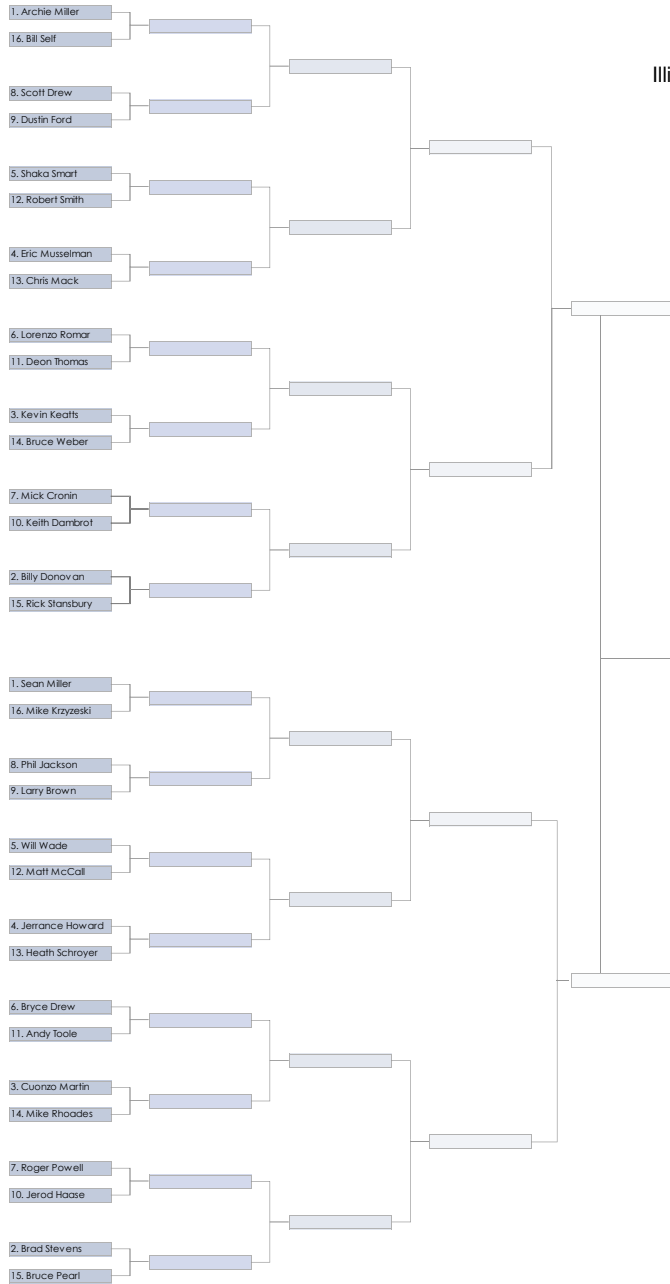 1. Archie Miller
16. Bill Self
Illi
8. Scott Drew
9. Dustin Ford
5. Shaka Smart
12. Robert Smith
4. Eric Musselman
13. Chris Mack
6. Lorenzo Romar
11. Deon Thomas
3. Kevin Keatts
14. Bruce Weber
7. Mick Cronin
10. Keith Dambrot
2. Billy Donovan
15. Rick Stansbury
1. Sean Miller
16. Mike Krzyzeski
8. Phil Jackson
9. Larry Brown
5. Will Wade
12. Matt McCall
4. Jerrance Howard
13. Heath Schroyer
6. Bryce Drew
11. Andy Toole
3. Cuonzo Martin
14. Mike Rhoades
7. Roger Powell
10. Jerod Haase
2. Brad Stevens
15. Bruce Pearl